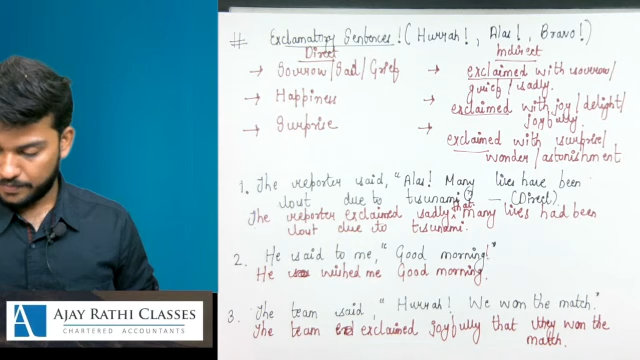 # Exclamatory Sentences! (Hurrah!, Alas!, Bravo!)
Direct Indirect
→ Sorrow/Sad/Grief → exclaimed with sorrow/
grief/sadly.
→ Happiness → exclaimed with joy/delight/
joyfully.
→ Surprise → exclaimed with surprise/
wonder/astonishment
1. The reporter said, "Alas! Many lives have been
lost due to tsunami — (Direct)
The reporter exclaimed sadly that many lives had been
lost due to tsunami.
2. He said to me, "Good morning!"
He wished me Good morning.
3. The team said, "Hurrah! We won the match."
The team exclaimed joyfully that they won the
match.
AJAY RATHI CLASSES
CHARTERED ACCOUNTANTS